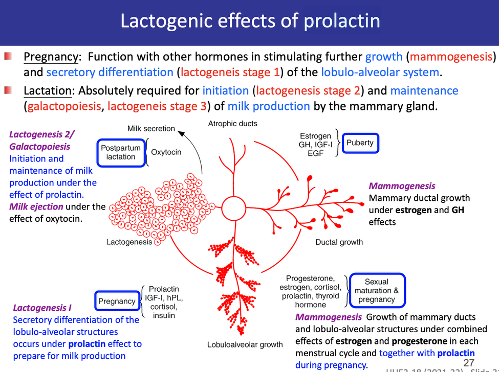 Lactogenic effects of prolactin
Pregnancy: Function with other hormones in stimulating further growth (mammogenesis)
and secretory differentiation (lactogeneis stage 1) of the lobulo-alveolar system.
Lactation: Absolutely required for initiation (lactogenesis stage 2) and maintenance
(galactopoiesis, lactogeneis stage 3) of milk production by the mammary gland.
Lactogenesis 2/
Galactopoiesis
Initiation and
maintenance of milk
production under the
effect of prolactin.
Milk ejection under the
effect of oxytocin.
Milk secretion
Postpartum
lactation
Oxytocin
Atrophic ducts
Estrogen
GH, IGF-I
EGF
Puberty
Mammogenesis
Mammary ductal growth
under estrogen and GH
effects
Lactogenesis
Ductal growth
Pregnancy
Prolactin
IGF-I, hPL,
cortisol,
insulin
Progesterone,
estrogen, cortisol,
prolactin, thyroid
hormone
Sexual
maturation &
pregnancy
Lactogenesis I
Secretory differentiation of the
lobulo-alveolar structures
occurs under prolactin effect to
prepare for milk production
Lobuloalveolar growth
Mammogenesis Growth of mammary ducts
and lobulo-alveolar structures under combined
effects of estrogen and progesterone in each
menstrual cycle and together with prolactin
during pregnancy.
27